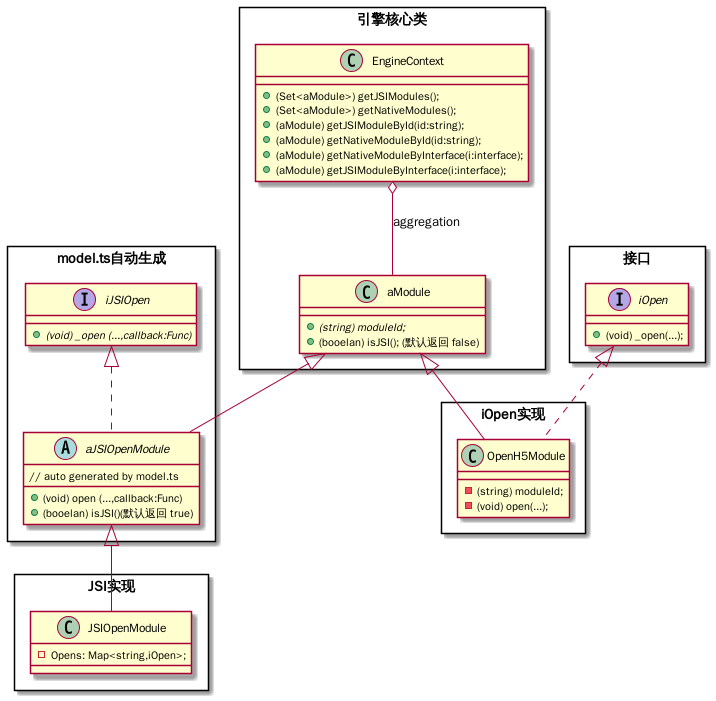 引擎核心类
C EngineContext
(Set<aModule>) getJSIModules();
(Set<aModule>) getNativeModules();
(aModule) getJSIModuleById(id:string);
(aModule) getNativeModuleById(id:string);
(aModule) getNativeModuleByInterface(i:interface);
(aModule) getJSIModuleByInterface(i:interface);
aggregation
C aModule
(string) moduleId;
(booelan) isJSI(); (默认返回 false)
model.ts自动生成
I iJSIOpen
(void) _open (...,callback:Func)
A aJSIOpenModule
// auto generated by model.ts
(void) open (...,callback:Func)
(booelan) isJSI()(默认返回 true)
接口
I iOpen
(void) _open(...);
iOpen实现
C OpenH5Module
(string) moduleId;
(void) open(...);
JSI实现
C JSIOpenModule
Opens: Map<string,iOpen>;